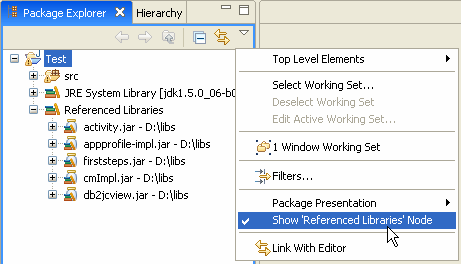 Package Explorer
Hierarchy
Test
src
JRE System Library [jdk1.5.0_06-b0
Referenced Libraries
activity.jar - D:\libs
appprofile-impl.jar - D:\libs
firststeps.jar - D:\libs
cmImpl.jar - D:\libs
db2jcview.jar - D:\libs
Top Level Elements
Select Working Set...
Deselect Working Set
Edit Active Working Set...
1 Window Working Set
Filters...
Package Presentation
Show 'Referenced Libraries' Node
Link With Editor